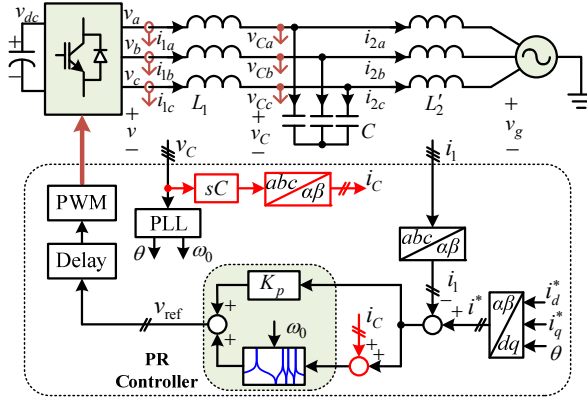 v_dc
+
−
v_a
v_b
v_c
i_1a
i_1b
i_1c
L_1
v_Ca
v_Cb
v_Cc
i_2a
i_2b
i_2c
L_2′
C
+
v
−
+
v_C
−
+
v_g
−
v_C
i_1
sC
abc
αβ
i_C
PWM
PLL
θ
ω_0
Delay
abc
αβ
i_1
−
+
i^*
αβ
dq
i_d^*
i_q^*
θ
K_p
+
+
v_ref
ω_0
i_C
+
+
PR
Controller